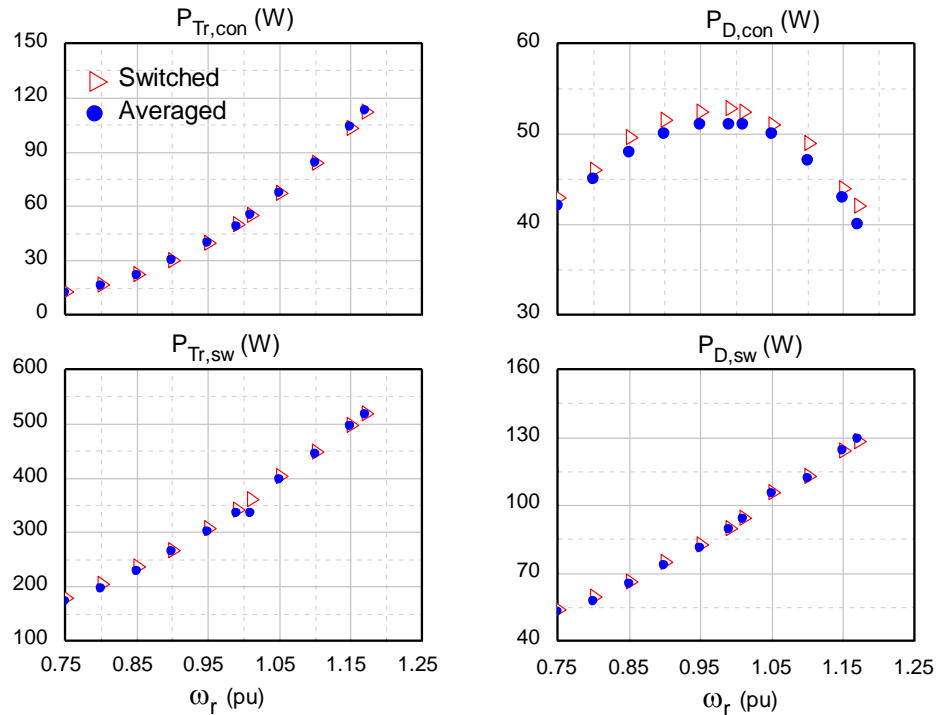 P_Tr,con (W)
150
120
90
60
30
0
Switched
Averaged
P_D,con (W)
60
50
40
30
P_Tr,sw (W)
600
500
400
300
200
100
0.75 0.85 0.95 1.05 1.15 1.25
ω_r (pu)
P_D,sw (W)
160
130
100
70
40
0.75 0.85 0.95 1.05 1.15 1.25
ω_r (pu)